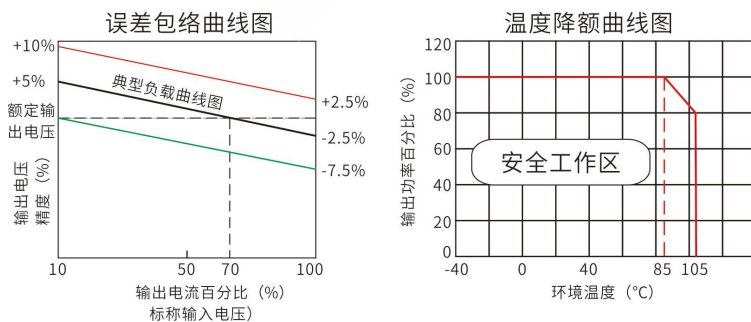 误差包络曲线图
+10%
+5%
额定输
出电压
输出电压
精度（%）
典型负载曲线图
+2.5%
-2.5%
-7.5%
10
50
70
100
输出电流百分比（%）
标称输入电压）
温度降额曲线图
输出功率百分比（%）
120
100
80
60
40
20
0
安全工作区
-40
0
40
85
105
环境温度（℃）